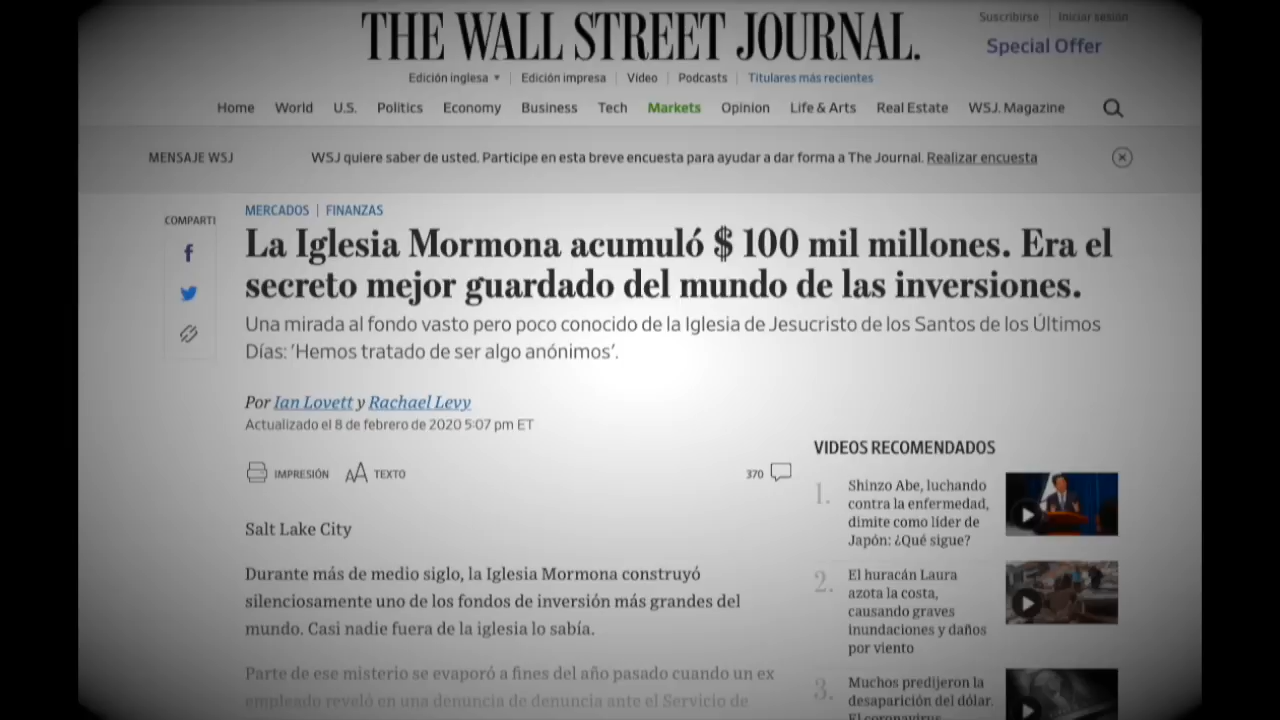 THE WALL STREET JOURNAL.
Suscribirse | Iniciar sesión
Special Offer
Edición inglesa | Edición impresa | Vídeo | Podcasts | Titulares más recientes
Home World U.S. Politics Economy Business Tech Markets Opinion Life & Arts Real Estate WSJ. Magazine
MENSAJE WSJ
WSJ quiere saber de usted. Participe en esta breve encuesta para ayudar a dar forma a The Journal. Realizar encuesta
MERCADOS | FINANZAS
COMPARTI
La Iglesia Mormona acumuló $ 100 mil millones. Era el
secreto mejor guardado del mundo de las inversiones.
Una mirada al fondo vasto pero poco conocido de la Iglesia de Jesucristo de los Santos de los Últimos
Días: 'Hemos tratado de ser algo anónimos'.
Por Ian Lovett y Rachael Levy
Actualizado el 8 de febrero de 2020 5:07 pm ET
IMPRESIÓN AA TEXTO
370
Salt Lake City
Durante más de medio siglo, la Iglesia Mormona construyó
silenciosamente uno de los fondos de inversión más grandes del
mundo. Casi nadie fuera de la iglesia lo sabía.
Parte de ese misterio se evaporó a fines del año pasado cuando un ex
empleado reveló en una denuncia de denuncia ante el Servicio de
VIDEOS RECOMENDADOS
1. Shinzo Abe, luchando
contra la enfermedad,
dimite como líder de
Japón: ¿Qué sigue?
2. El huracán Laura
azota la costa,
causando graves
inundaciones y daños
por viento
3. Muchos predijeron la
desaparición del dólar.
El coronavirus